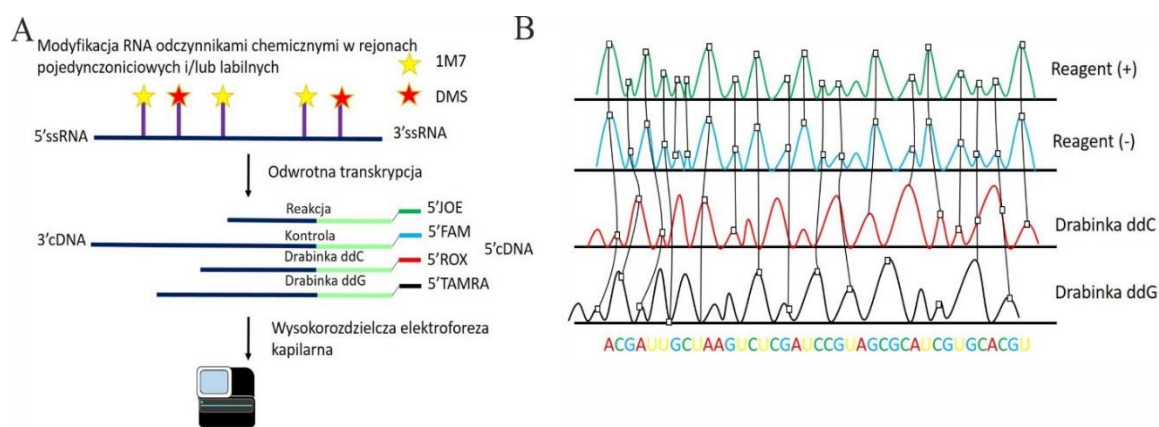 A
Modyfikacja RNA odczynnikami chemicznymi w rejonach
pojedynczoniciowych i/lub labilnych
1M7
DMS
5'ssRNA
3'ssRNA
Odwrotna transkrypcja
Reakcja
5'JOE
3'cDNA
Kontrola
5'FAM
5'cDNA
Drabinka ddC
5'ROX
Drabinka ddG
5'TAMRA
Wysokorozdzielcza elektroforeza
kapilarna
B
Reagent (+)
Reagent (-)
Drabinka ddC
Drabinka ddG
ACGAUUGCUAAGUCUCGAUCCGUAGCGCAUCGUGCACGU